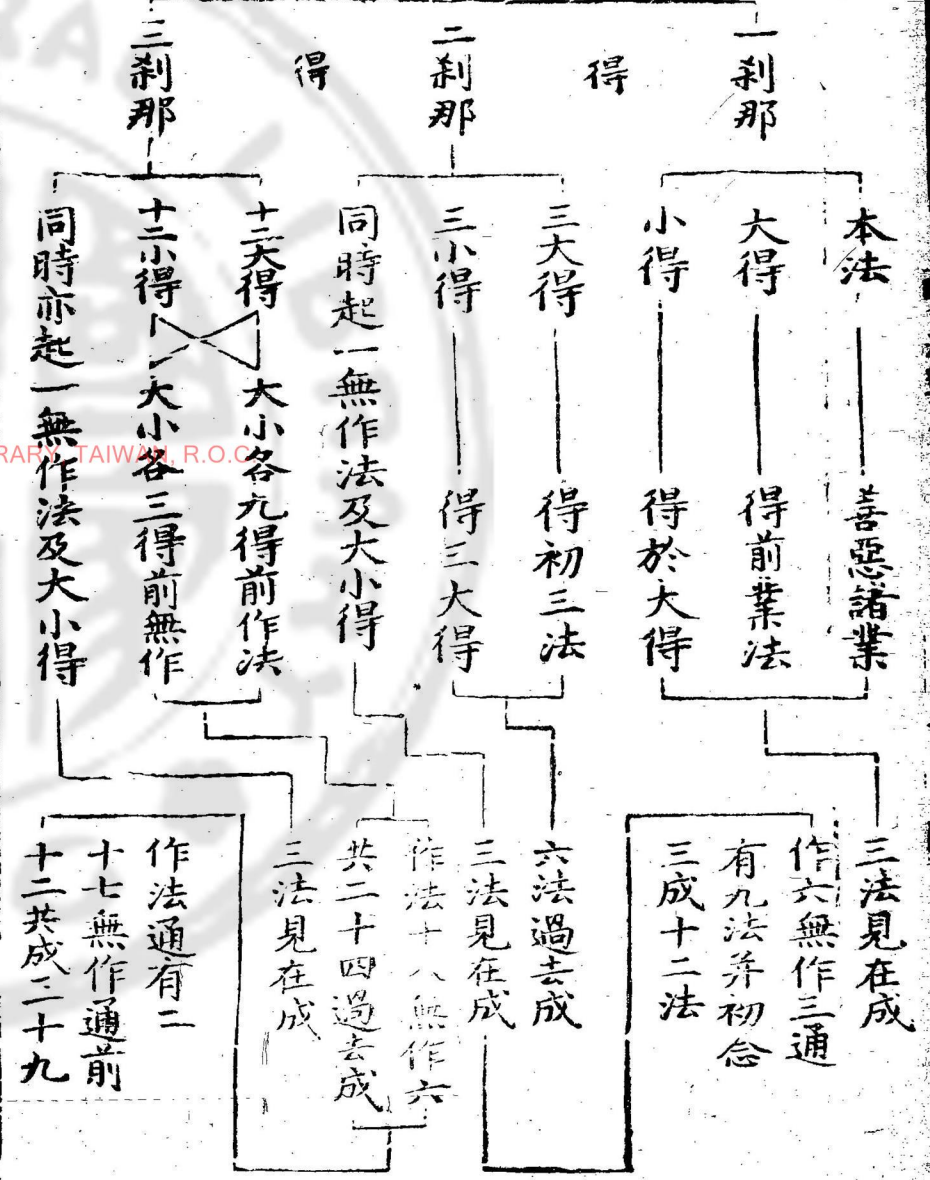 一刹那
得
二刹那
得
三刹那
本法
大得
小得
三大得
三小得
同時起一無作法及大小得
十二大得
十二小得
同時亦起一無作法及大小得
善惡諸業
得前業法
得於大得
得初三法
得三大得
大小各九得前作法
大小各三得前無作
三法見在成
作六無作三通
有九法并初念
三成十二法
六法過去成
三法見在成
作法十八無作六
共二十四過去成
三法見在成
作法通有二
十七無作通前
十二共成三十九
RARY, TAIWAN, R.O.C.